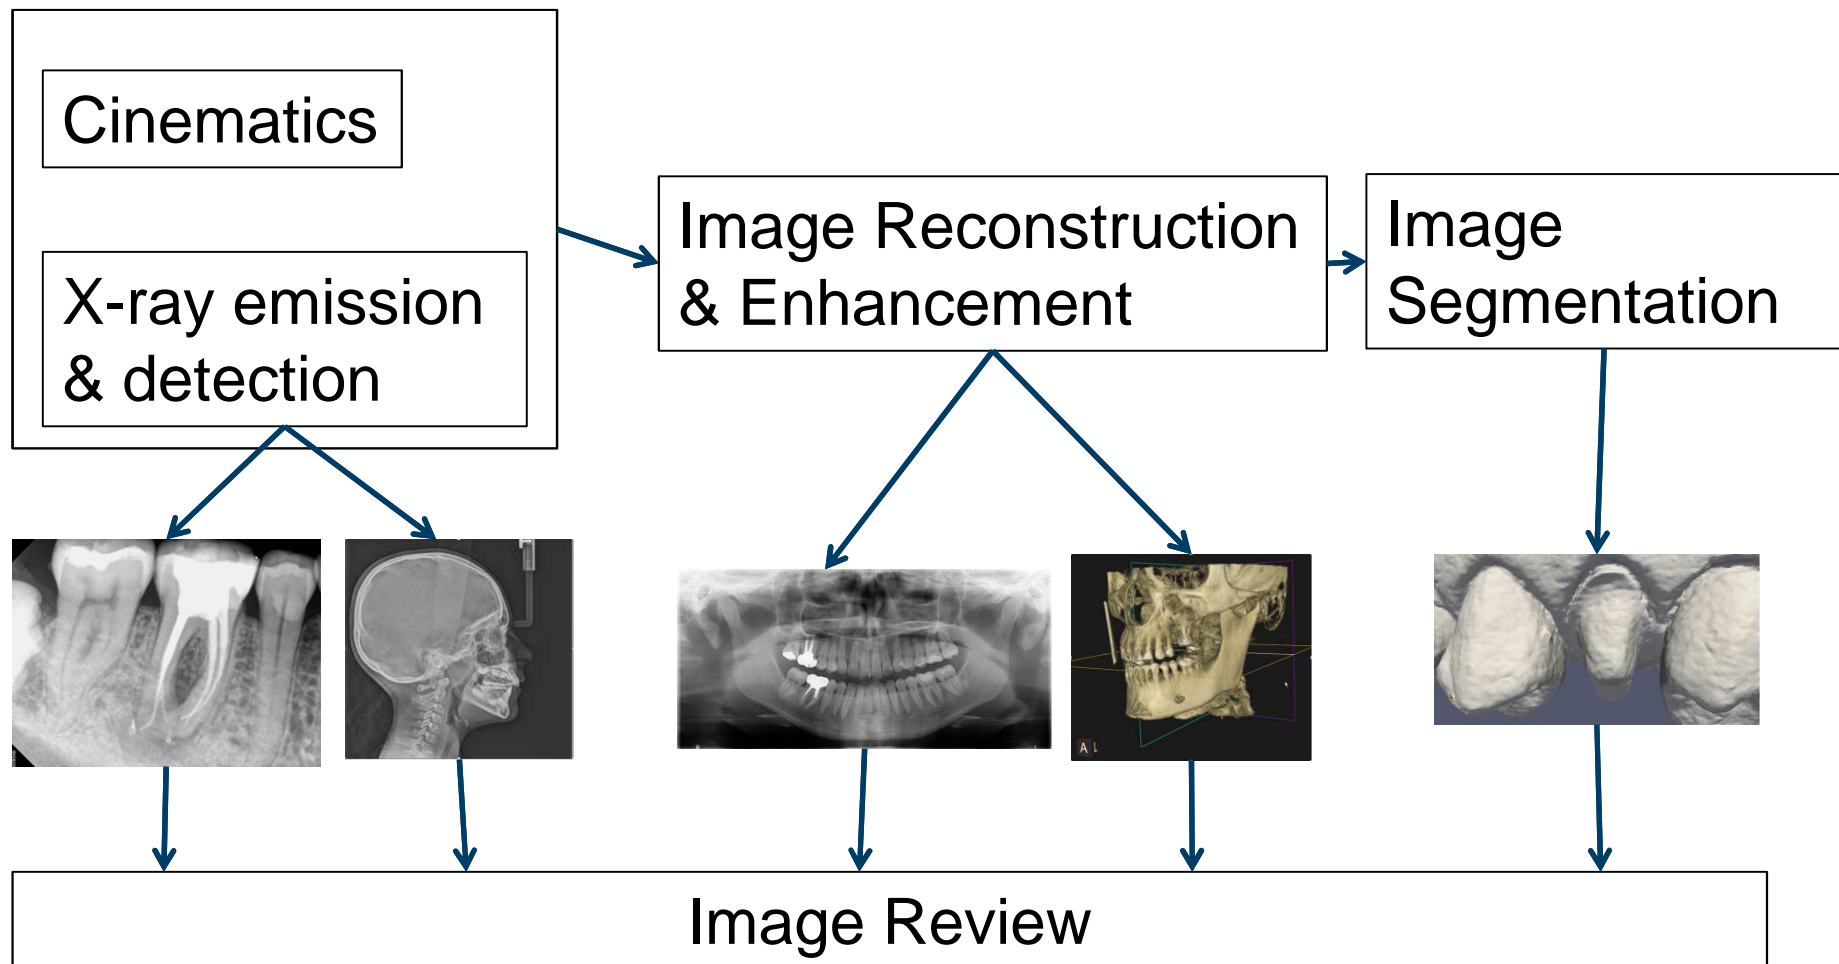 Cinematics
X-ray emission
& detection
Image Reconstruction
& Enhancement
Image
Segmentation
A
Image Review